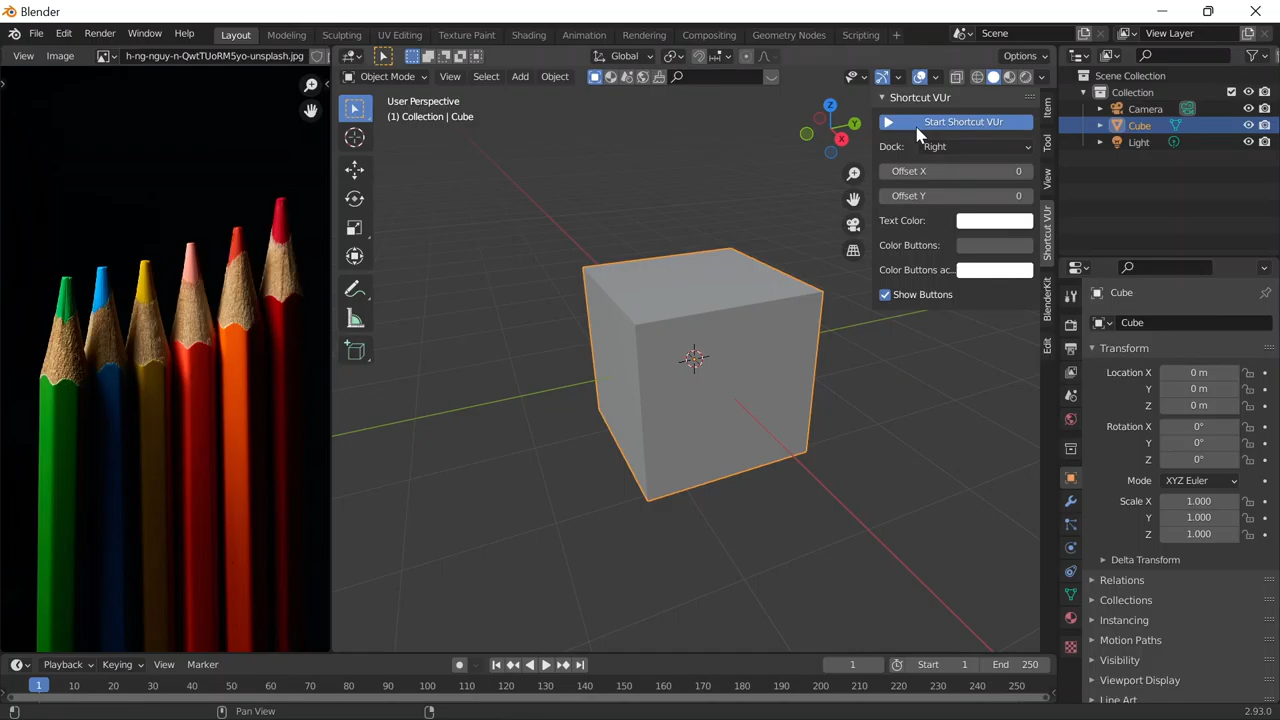 Blender
File Edit Render Window Help Layout Modeling Sculpting UV Editing Texture Paint Shading Animation Rendering Compositing Geometry Nodes Scripting Scene View Layer
View Image h-ng-nguy-n-QwtTUoRM5yo-unsplash.jpg Global Options
Object Mode View Select Add Object
User Perspective
(1) Collection | Cube
Z
Y
X
Shortcut VUr
Start Shortcut VUr
Dock: Right
Offset X 0
Offset Y 0
Text Color:
Color Buttons:
Color Buttons ac..
Show Buttons
Item
Tool
View
Shortcut VUr
BlenderKit
Edit
Scene Collection
Collection
Camera
Cube
Light
Cube
Cube
Transform
Location X 0 m
Y 0 m
Z 0 m
Rotation X 0°
Y 0°
Z 0°
Mode XYZ Euler
Scale X 1.000
Y 1.000
Z 1.000
Delta Transform
Relations
Collections
Instancing
Motion Paths
Visibility
Viewport Display
Line Art
Playback Keying View Marker 1 Start 1 End 250
1 10 20 30 40 50 60 70 80 90 100 110 120 130 140 150 160 170 180 190 200 210 220 230 240 250
Pan View 2.93.0